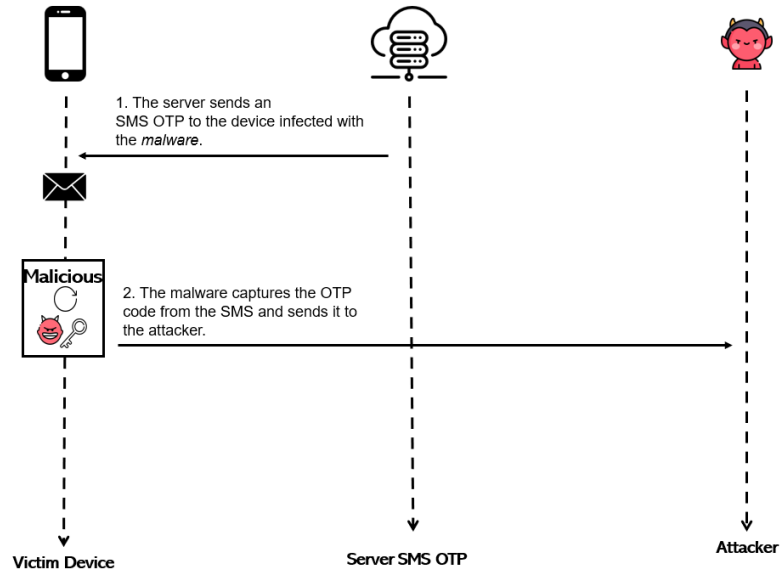 1. The server sends an
SMS OTP to the device infected with
the malware.
Malicious
2. The malware captures the OTP
code from the SMS and sends it to
the attacker.
Victim Device
Server SMS OTP
Attacker